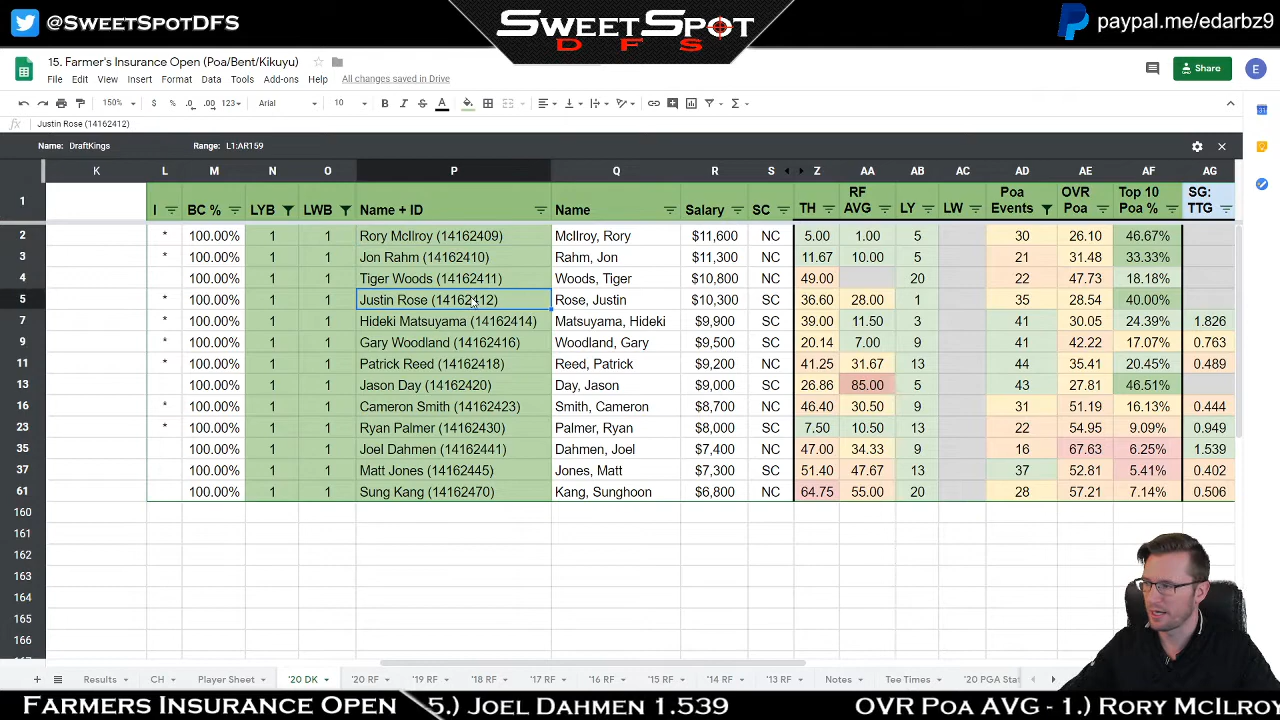 @SweetSpotDFS
SweetSpot
DFS
paypal.me/edarbz9
15. Farmer's Insurance Open (Poa/Bent/Kikuyu)
File Edit View Insert Format Data Tools Add-ons Help All changes saved in Drive
Share
E
150% $ % .0 .00 123 Arial 10 B I S A
fx Justin Rose (14162412)
Name: DraftKings Range: L1:AR159
K L M N O P Q R S Z AA AB AC AD AE AF AG
1 I BC % LYB LWB Name + ID Name Salary SC TH RF AVG LY LW Poa Events OVR Poa Top 10 Poa % SG: TTG
2 * 100.00% 1 1 Rory McIlroy (14162409) McIlroy, Rory $11,600 NC 5.00 1.00 5 30 26.10 46.67%
3 * 100.00% 1 1 Jon Rahm (14162410) Rahm, Jon $11,300 NC 11.67 10.00 5 21 31.48 33.33%
4 100.00% 1 1 Tiger Woods (14162411) Woods, Tiger $10,800 NC 49.00 20 22 47.73 18.18%
5 * 100.00% 1 1 Justin Rose (14162412) Rose, Justin $10,300 SC 36.60 28.00 1 35 28.54 40.00%
7 * 100.00% 1 1 Hideki Matsuyama (14162414) Matsuyama, Hideki $9,900 SC 39.00 11.50 3 41 30.05 24.39% 1.826
9 * 100.00% 1 1 Gary Woodland (14162416) Woodland, Gary $9,500 SC 20.14 7.00 9 41 42.22 17.07% 0.763
11 * 100.00% 1 1 Patrick Reed (14162418) Reed, Patrick $9,200 SC 41.25 31.67 13 44 35.41 20.45% 0.489
13 100.00% 1 1 Jason Day (14162420) Day, Jason $9,000 SC 26.86 85.00 5 43 27.81 46.51%
16 * 100.00% 1 1 Cameron Smith (14162423) Smith, Cameron $8,700 NC 46.40 30.50 9 31 51.19 16.13% 0.444
23 * 100.00% 1 1 Ryan Palmer (14162430) Palmer, Ryan $8,000 NC 7.50 10.50 13 22 54.95 9.09% 0.949
35 100.00% 1 1 Joel Dahmen (14162441) Dahmen, Joel $7,400 NC 47.00 34.33 9 16 67.63 6.25% 1.539
37 100.00% 1 1 Matt Jones (14162445) Jones, Matt $7,300 SC 51.40 47.67 13 37 52.81 5.41% 0.402
61 100.00% 1 1 Sung Kang (14162470) Kang, Sunghoon $6,800 NC 64.75 55.00 20 28 57.21 7.14% 0.506
160
161
162
163
164
165
166
Results CH Player Sheet '20 DK '20 RF '19 RF '18 RF '17 RF '16 RF '15 RF '14 RF '13 RF Notes Tee Times '20 PGA Stat
Farmers Insurance Open 5.) Joel Dahmen 1.539 OVR Poa AVG - 1.) Rory McIlroy